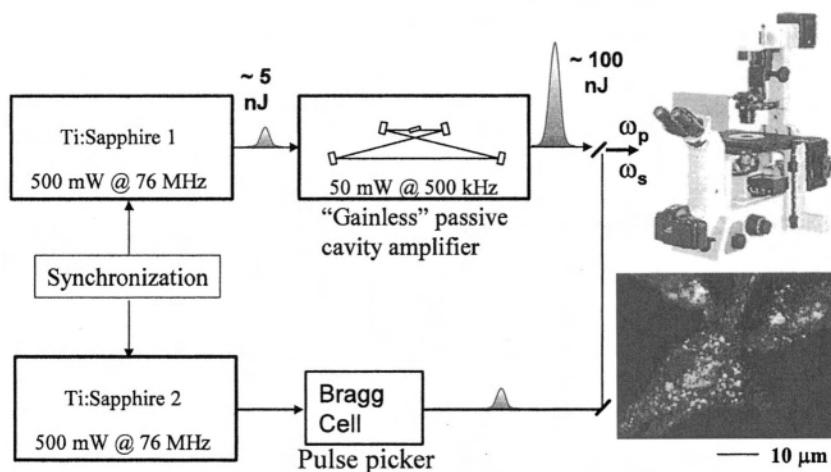 ~ 5
nJ
~ 100
nJ
Ti:Sapphire 1
500 mW @ 76 MHz
50 mW @ 500 kHz
"Gainless" passive
cavity amplifier
ωp
ωs
Synchronization
Ti:Sapphire 2
500 mW @ 76 MHz
Bragg
Cell
Pulse picker
10 μm